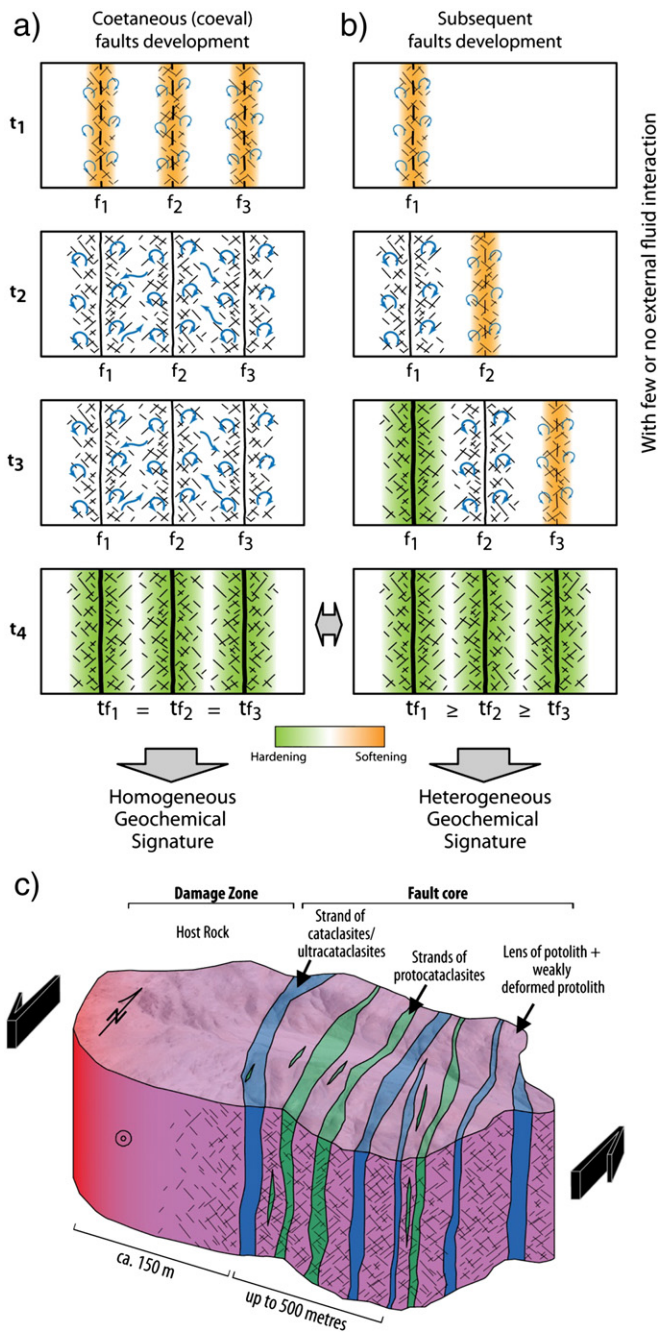 a)
Coetaneous (coeval)
faults development
b)
Subsequent
faults development
t1
f1 f2 f3
f1
t2
f1 f2 f3
f1 f2
t3
f1 f2 f3
f1 f2 f3
t4
tf1 = tf2 = tf3
tf1 ≥ tf2 ≥ tf3
With few or no external fluid interaction
Hardening Softening
Homogeneous
Geochemical
Signature
Heterogeneous
Geochemical
Signature
c)
Damage Zone
Fault core
Host Rock
Strand of
cataclasites/
ultracataclasites
Strands of
protocataclasites
Lens of potolith +
weakly
deformed protolith
N
ca. 150 m
up to 500 metres